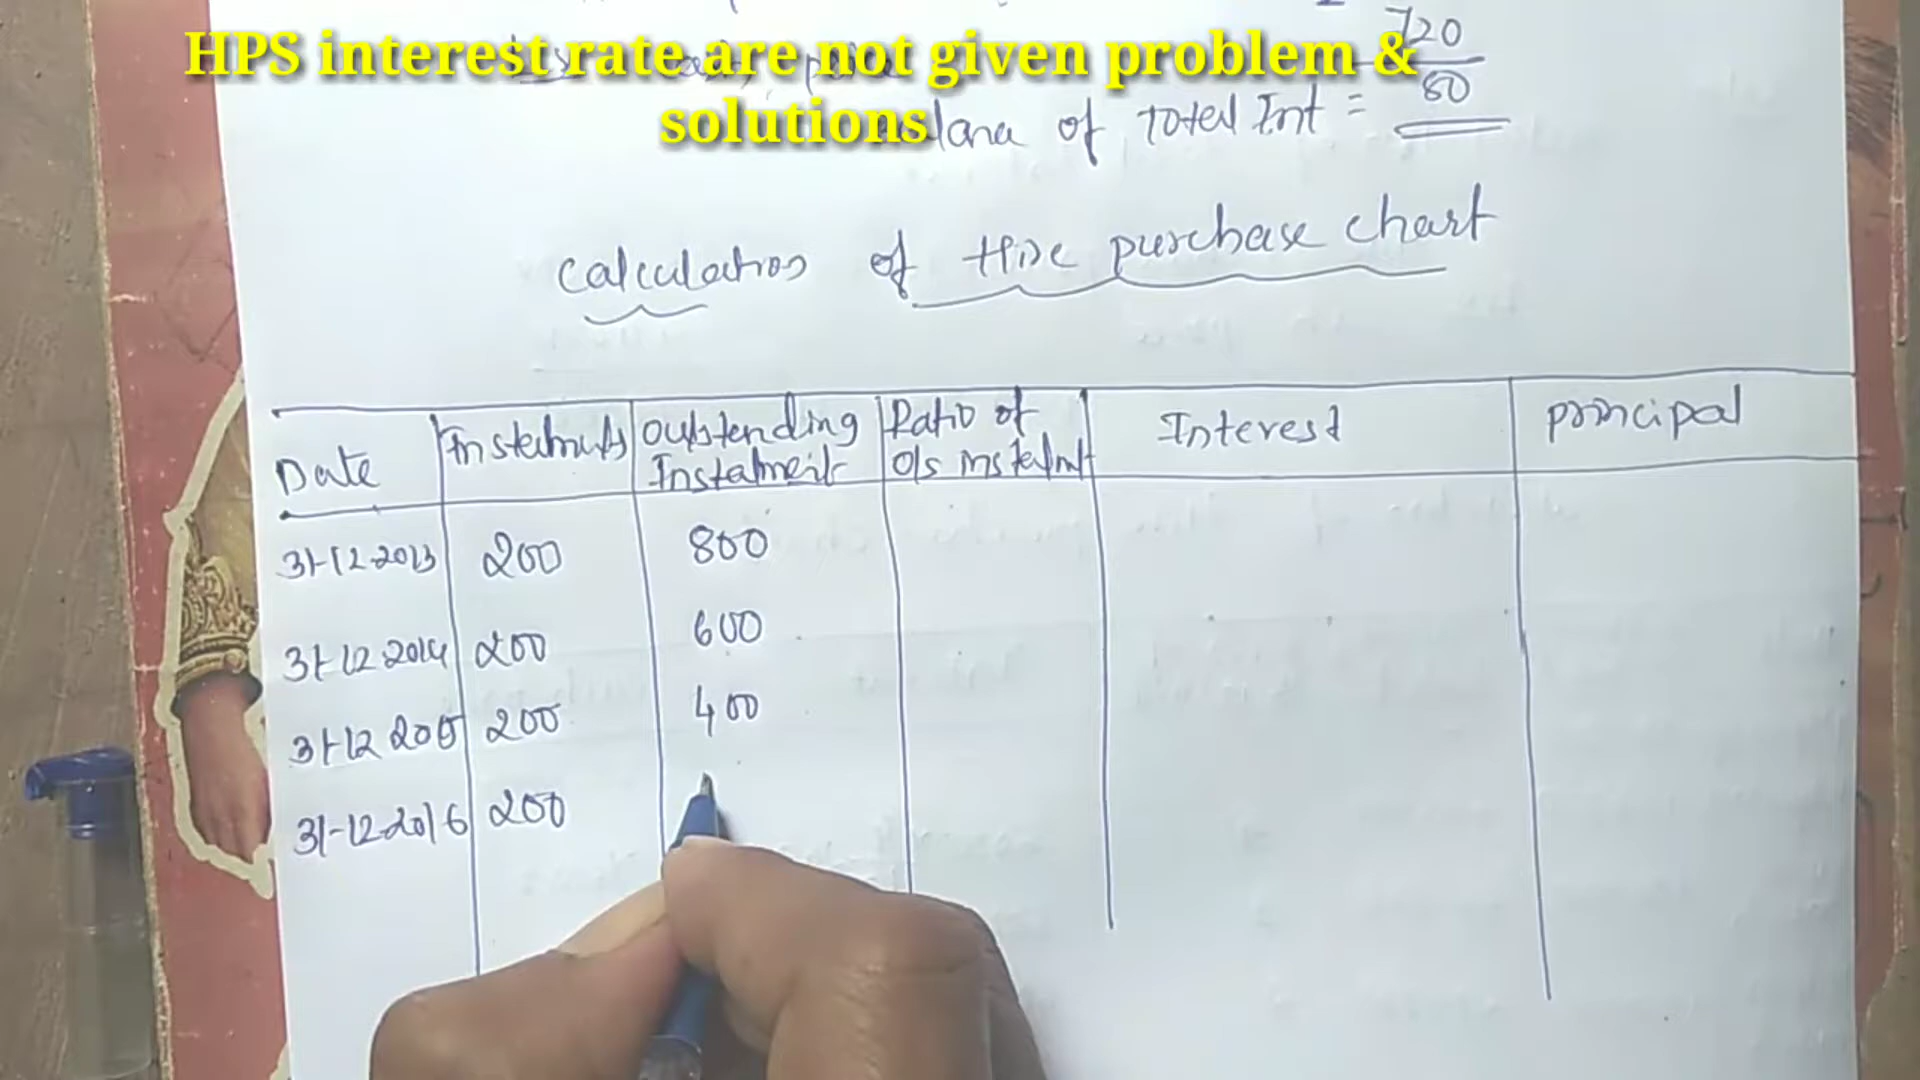 HPS interest rate are not given problem &
solutions
720
80
of Total Int =
Calculation of Hire purchase chart
Date Instalments Outstanding Instalment Ratio of O/s instalmt Interest principal
31-12-2013 200 800
31-12-2014 200 600
31-12 2015 200 400
31-12-2016 200